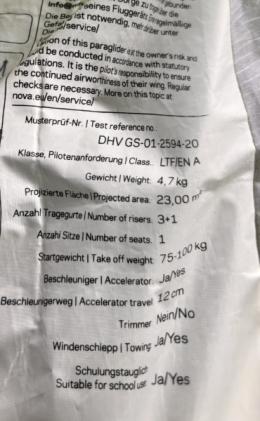 seines Fluggeräts
Die Be ist notwendig
/service/
ion of this paraglider the owner's risk and
be conducted in accordance with statutory
gulations. It is the pilot's responsibility to ensure
the continued airworthiness of their wing. Regular
checks are necessary. More on this topic at
nova.eu/en/service/
Musterprüf-Nr. | Test reference no.
DHV GS-01-2594-20
Klasse, Pilotenanforderung | Class. LTF/EN A
Gewicht | Weight. 4,7 kg
Projizierte Fläche | Projected area: 23,00 m²
Anzahl Tragegurte | Number of risers. 3+1
Anzahl Sitze | Number of seats. 1
Startgewicht | Take off weight: 75-100 kg
Beschleuniger | Accelerator. Ja/Yes
Beschleunigerweg | Accelerator travel 12 cm
Trimmer Nein/No
Windenschlepp | Towing Ja/Yes
Schulungstauglich
Suitable for school use Ja/Yes